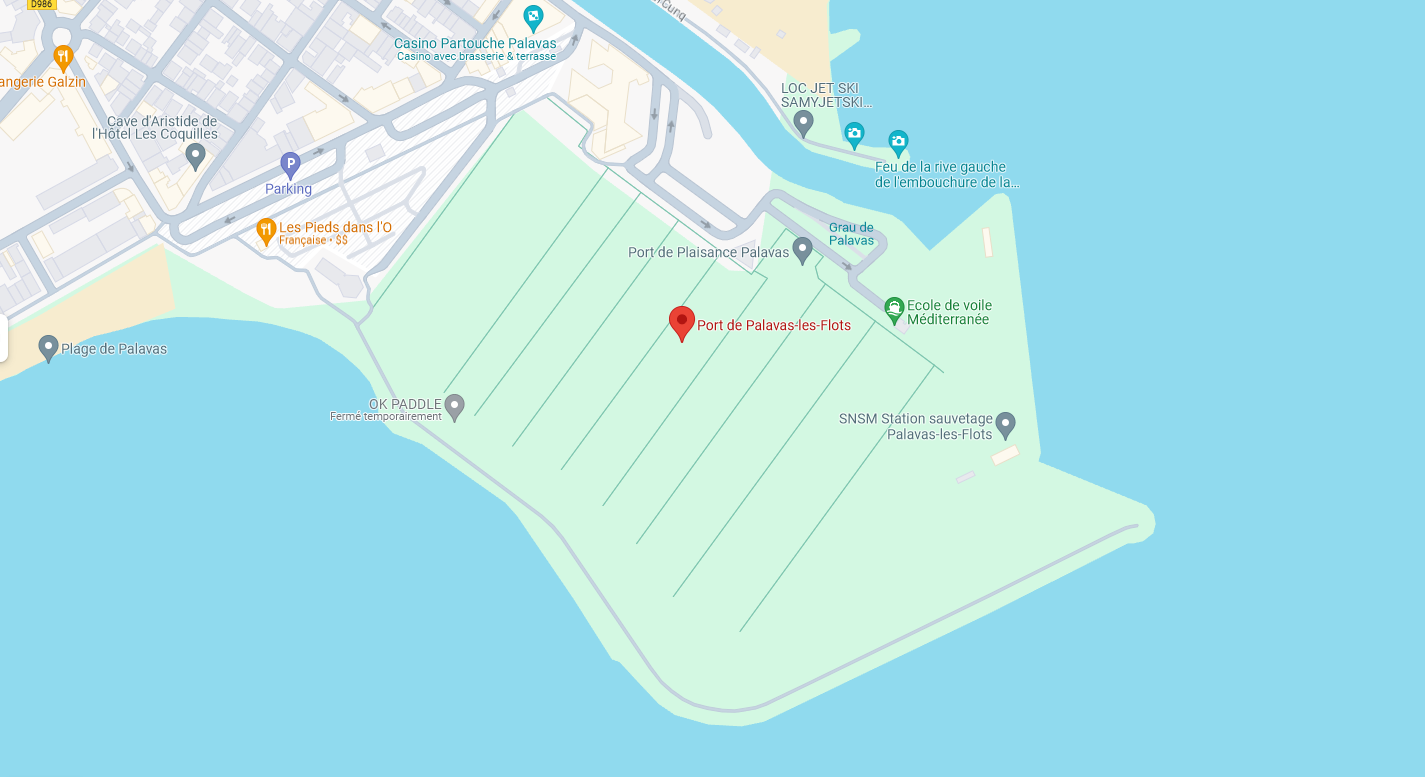 D986
Casino Partouche Palavas
Casino avec brasserie & terrasse
angerie Galzin
LOC JET SKI
SAMYJETSKI...
Cave d'Aristide de
l'Hôtel Les Coquilles
Feu de la rive gauche
de l'embouchure de la...
Parking
Les Pieds dans l'O
Française • $$
Grau de
Palavas
Port de Plaisance Palavas
Ecole de voile
Méditerranée
Port de Palavas-les-Flots
Plage de Palavas
OK PADDLE
Fermé temporairement
SNSM Station sauvetage
Palavas-les-Flots